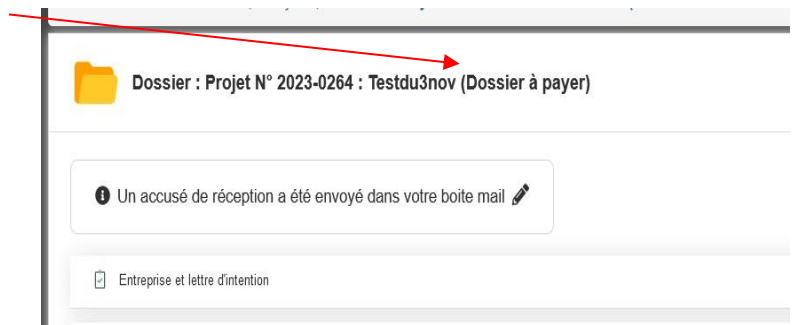 Dossier : Projet N° 2023-0264 : Testdu3nov (Dossier à payer)
Un accusé de réception a été envoyé dans votre boite mail
Entreprise et lettre d'intention